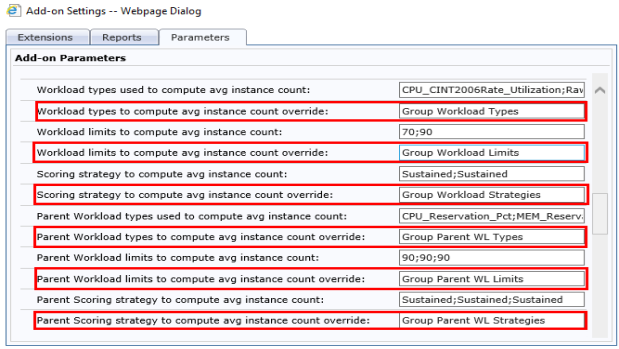 Add-on Settings -- Webpage Dialog
Extensions Reports Parameters
Add-on Parameters
Workload types used to compute avg instance count: CPU_CINT2006Rate_Utilization;Rav
Workload types to compute avg instance count override: Group Workload Types
Workload limits to compute avg instance count: 70;90
Workload limits to compute avg instance count override: Group Workload Limits
Scoring strategy to compute avg instance count: Sustained;Sustained
Scoring strategy to compute avg instance count override: Group Workload Strategies
Parent Workload types used to compute avg instance count: CPU_Reservation_Pct;MEM_Reserv
Parent Workload types to compute avg instance count override: Group Parent WL Types
Parent Workload limits to compute avg instance count: 90;90;90
Parent Workload limits to compute avg instance count override: Group Parent WL Limits
Parent Scoring strategy to compute avg instance count: Sustained;Sustained;Sustained
Parent Scoring strategy to compute avg instance count override: Group Parent WL Strategies